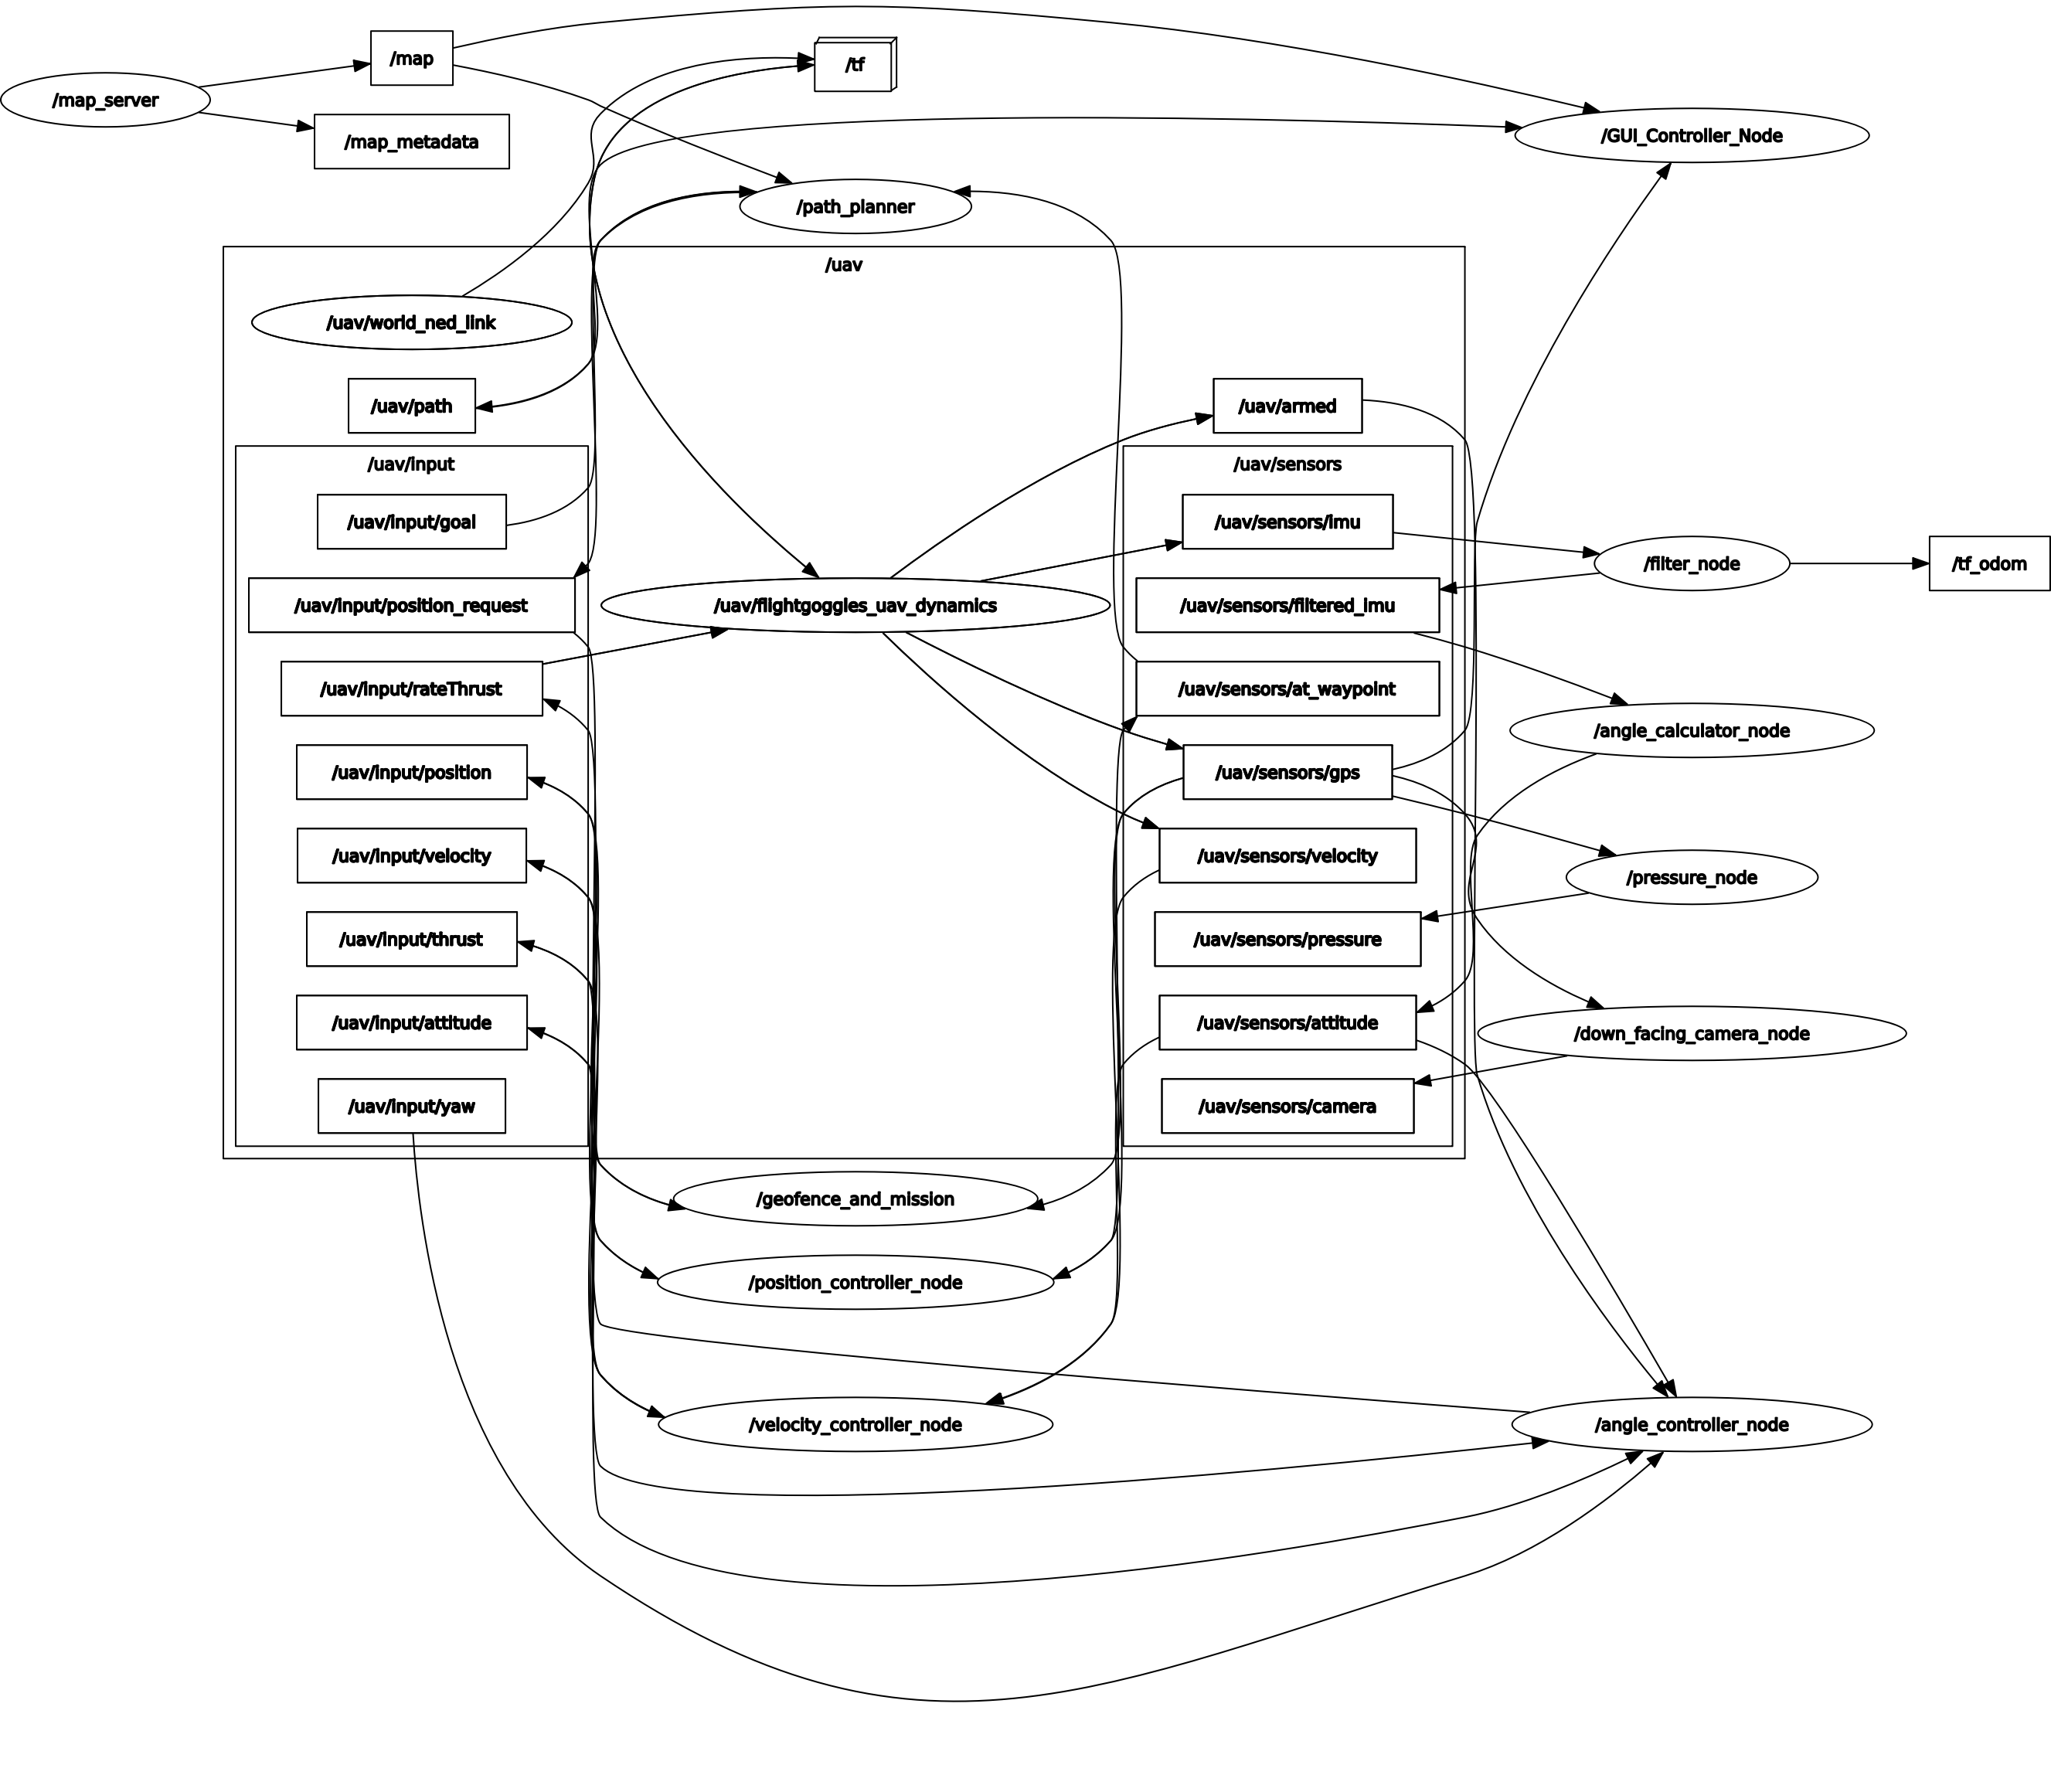 /map_server
/map
/map_metadata
/tf
/GUI_Controller_Node
/path_planner
/uav
/uav/world_ned_link
/uav/path
/uav/armed
/uav/input
/uav/sensors
/uav/input/goal
/uav/sensors/imu
/filter_node
/tf_odom
/uav/input/position_request
/uav/flightgoggles_uav_dynamics
/uav/sensors/filtered_imu
/uav/input/rateThrust
/uav/sensors/at_waypoint
/angle_calculator_node
/uav/input/position
/uav/sensors/gps
/uav/input/velocity
/uav/sensors/velocity
/pressure_node
/uav/input/thrust
/uav/sensors/pressure
/uav/input/attitude
/uav/sensors/attitude
/down_facing_camera_node
/uav/input/yaw
/uav/sensors/camera
/geofence_and_mission
/position_controller_node
/velocity_controller_node
/angle_controller_node